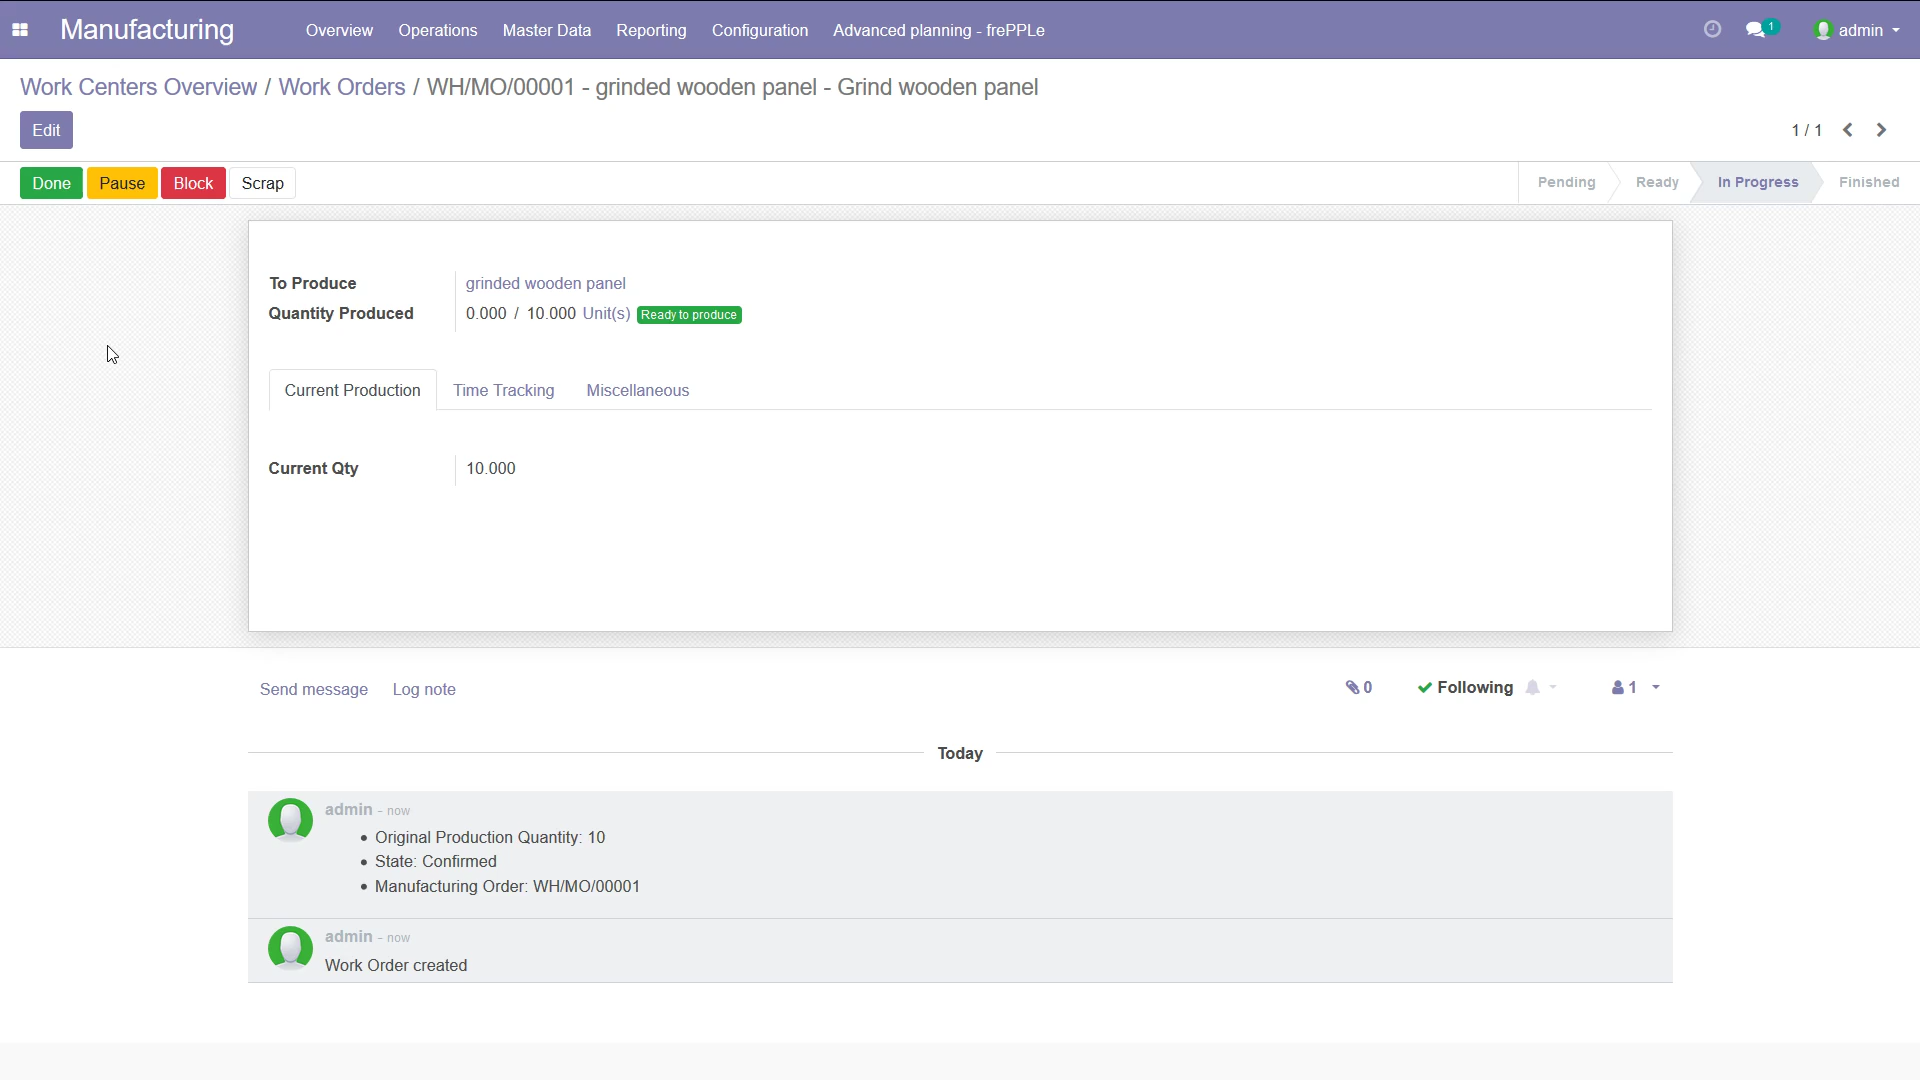 Manufacturing Overview Operations Master Data Reporting Configuration Advanced planning - frePPLe 1 admin
Work Centers Overview / Work Orders / WH/MO/00001 - grinded wooden panel - Grind wooden panel
Edit 1 / 1
Done Pause Block Scrap Pending Ready In Progress Finished
To Produce grinded wooden panel
Quantity Produced 0.000 / 10.000 Unit(s) Ready to produce
Current Production Time Tracking Miscellaneous
Current Qty 10.000
Send message Log note 0 Following 1
Today
admin - now
• Original Production Quantity: 10
• State: Confirmed
• Manufacturing Order: WH/MO/00001
admin - now
Work Order created